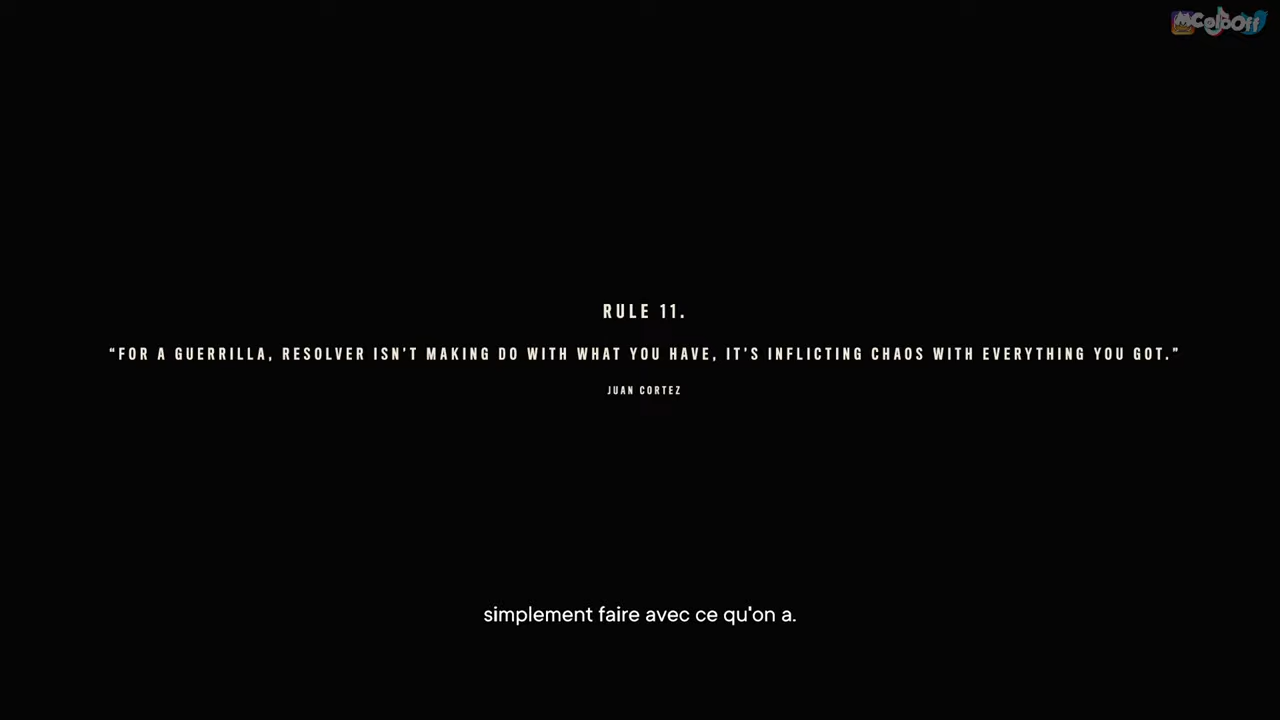 MCelooOff
RULE 11.
“FOR A GUERRILLA, RESOLVER ISN’T MAKING DO WITH WHAT YOU HAVE, IT’S INFLICTING CHAOS WITH EVERYTHING YOU GOT.”
JUAN CORTEZ
simplement faire avec ce qu'on a.